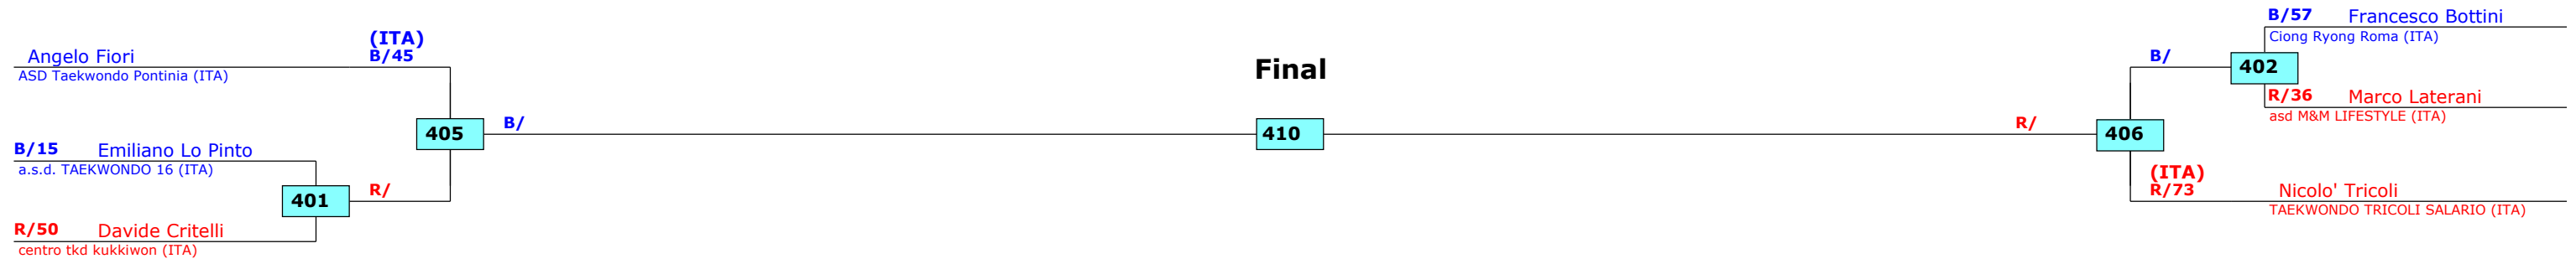 (ITA)
Angelo Fiori B/45
ASD Taekwondo Pontinia (ITA)
405 B/
B/15 Emiliano Lo Pinto
a.s.d. TAEKWONDO 16 (ITA)
401 R/
R/50 Davide Critelli
centro tkd kukkiwon (ITA)
Final
410
B/57 Francesco Bottini
Ciong Ryong Roma (ITA)
B/ 402
R/36 Marco Laterani
asd M&M LIFESTYLE (ITA)
R/ 406
(ITA)
R/73 Nicolo' Tricoli
TAEKWONDO TRICOLI SALARIO (ITA)